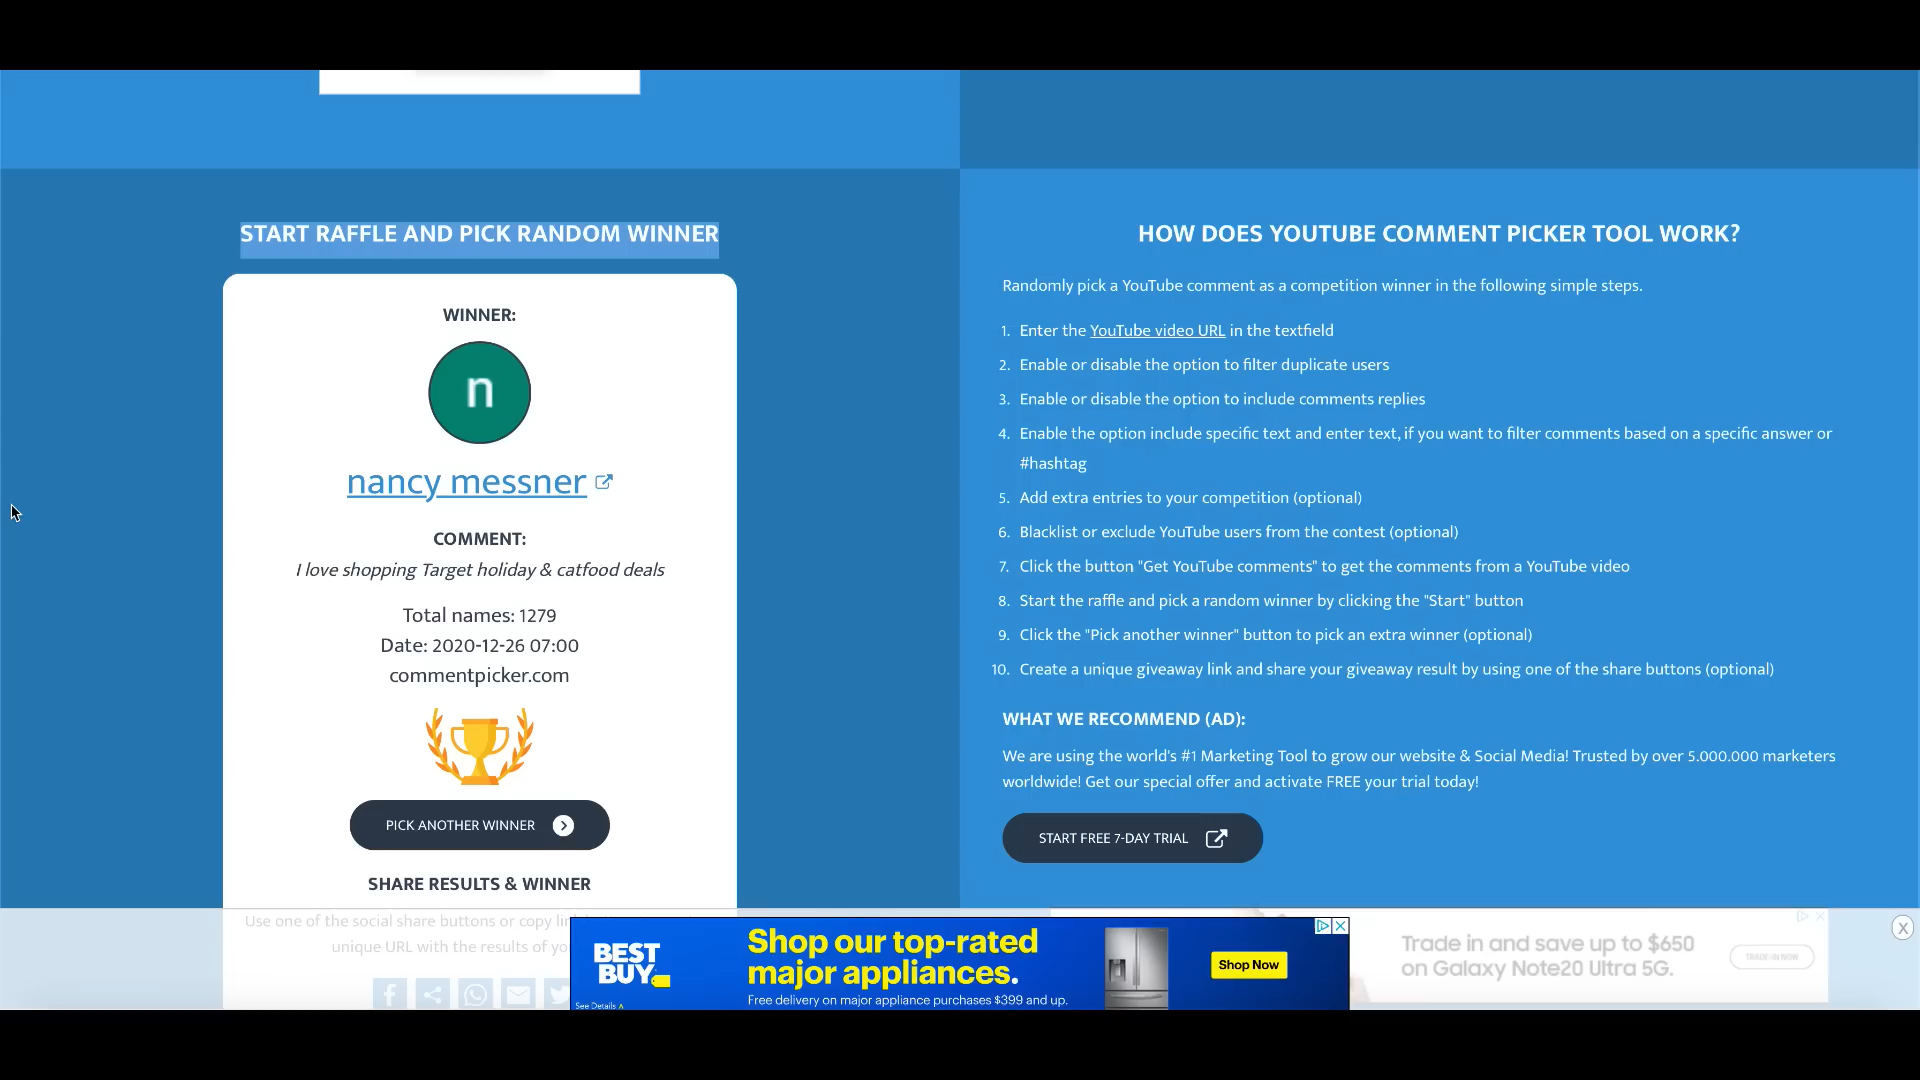 START RAFFLE AND PICK RANDOM WINNER
WINNER:
n
nancy messner
COMMENT:
I love shopping Target holiday & catfood deals
Total names: 1279
Date: 2020-12-26 07:00
commentpicker.com
PICK ANOTHER WINNER
SHARE RESULTS & WINNER
Use one of the social share buttons or copy
unique URL with the results of
HOW DOES YOUTUBE COMMENT PICKER TOOL WORK?
Randomly pick a YouTube comment as a competition winner in the following simple steps.
1. Enter the YouTube video URL in the textfield
2. Enable or disable the option to filter duplicate users
3. Enable or disable the option to include comments replies
4. Enable the option include specific text and enter text, if you want to filter comments based on a specific answer or
#hashtag
5. Add extra entries to your competition (optional)
6. Blacklist or exclude YouTube users from the contest (optional)
7. Click the button "Get YouTube comments" to get the comments from a YouTube video
8. Start the raffle and pick a random winner by clicking the "Start" button
9. Click the "Pick another winner" button to pick an extra winner (optional)
10. Create a unique giveaway link and share your giveaway result by using one of the share buttons (optional)
WHAT WE RECOMMEND (AD):
We are using the world's #1 Marketing Tool to grow our website & Social Media! Trusted by over 5.000.000 marketers
worldwide! Get our special offer and activate FREE your trial today!
START FREE 7-DAY TRIAL
BEST
BUY
See Details
Shop our top-rated
major appliances.
Free delivery on major appliance purchases $399 and up.
Shop Now
Trade in and save up to $650
on Galaxy Note20 Ultra 5G.
TRADE IN NOW
X